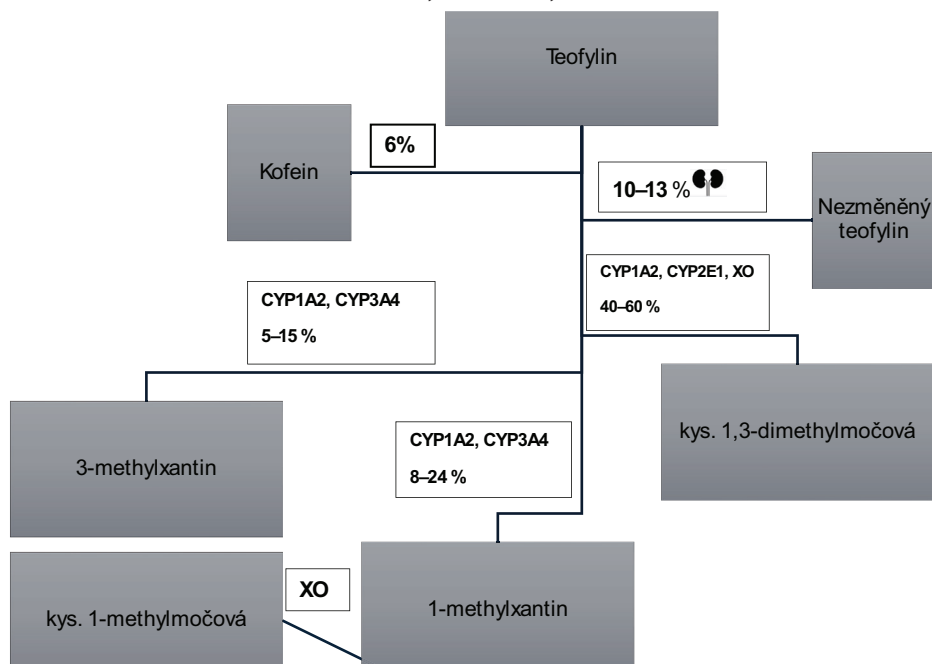 Teofylin
Kofein
6%
10–13 %
Nezměněný
teofylin
CYP1A2, CYP2E1, XO
40–60 %
CYP1A2, CYP3A4
5–15 %
kys. 1,3-dimethylmočová
3-methylxantin
CYP1A2, CYP3A4
8–24 %
kys. 1-methylmočová
XO
1-methylxantin